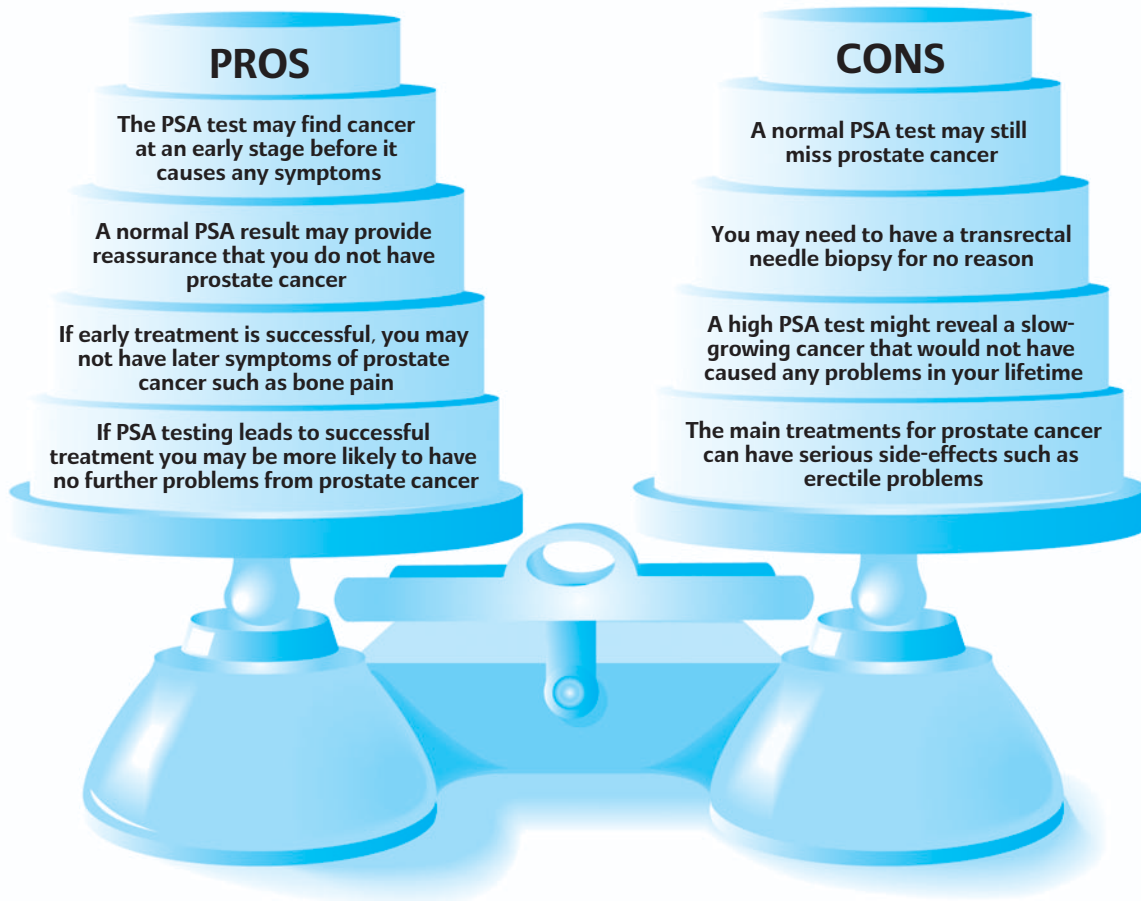 PROS
The PSA test may find cancer
at an early stage before it
causes any symptoms
A normal PSA result may provide
reassurance that you do not have
prostate cancer
If early treatment is successful, you may
not have later symptoms of prostate
cancer such as bone pain
If PSA testing leads to successful
treatment you may be more likely to have
no further problems from prostate cancer
CONS
A normal PSA test may still
miss prostate cancer
You may need to have a transrectal
needle biopsy for no reason
A high PSA test might reveal a slow-
growing cancer that would not have
caused any problems in your lifetime
The main treatments for prostate cancer
can have serious side-effects such as
erectile problems